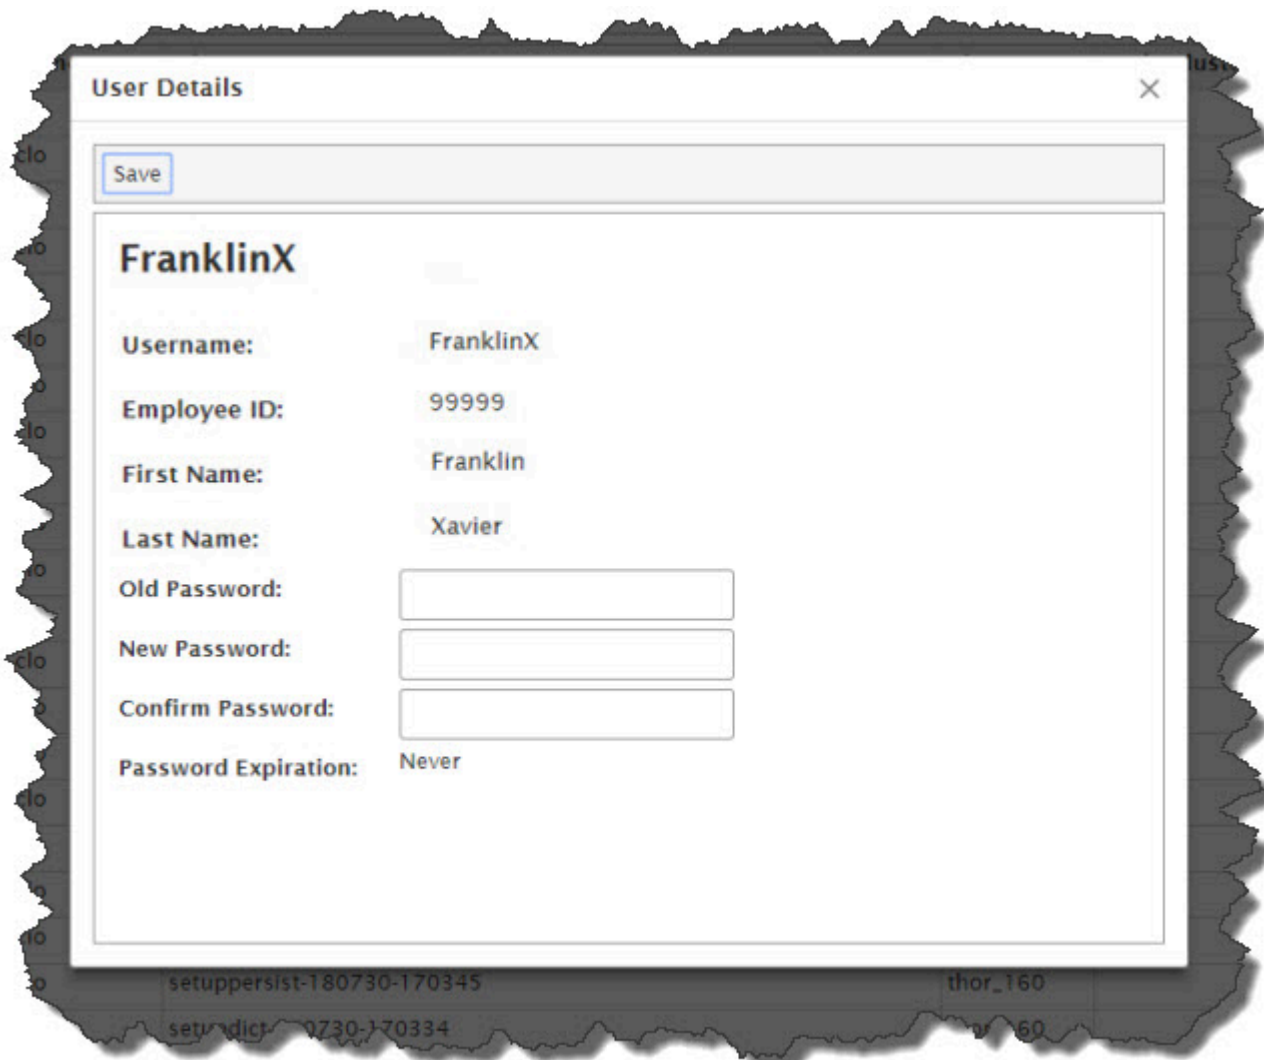 User Details
Save
FranklinX
Username: FranklinX
Employee ID: 99999
First Name: Franklin
Last Name: Xavier
Old Password:
New Password:
Confirm Password:
Password Expiration: Never
setuppersist-180730-170345 thor_160